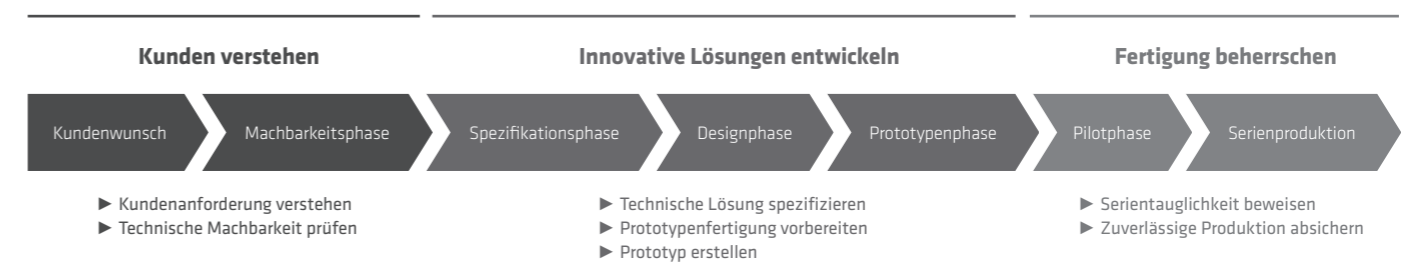 Kunden verstehen
Innovative Lösungen entwickeln
Fertigung beherrschen
Kundenwunsch
Machbarkeitsphase
Spezifikationsphase
Designphase
Prototypenphase
Pilotphase
Serienproduktion
► Kundenanforderung verstehen
► Technische Machbarkeit prüfen
► Technische Lösung spezifizieren
► Prototypenfertigung vorbereiten
► Prototyp erstellen
► Serientauglichkeit beweisen
► Zuverlässige Produktion absichern